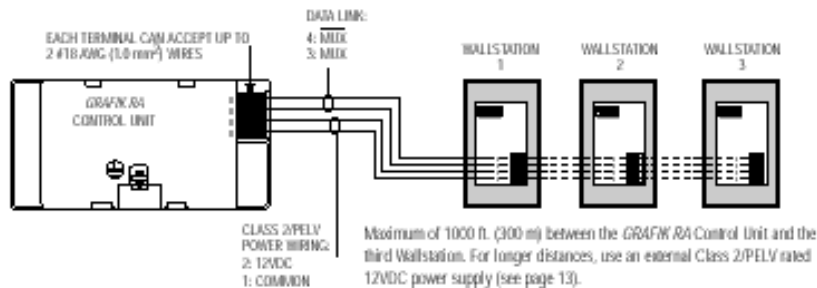 DATA LINK:
4: MUX
3: MUX
EACH TERMINAL CAN ACCEPT UP TO
2 #18 AWG (1.0 mm²) WIRES
WALLSTATION
1
WALLSTATION
2
WALLSTATION
3
GRAFIK RA
CONTROL UNIT
CLASS 2/PELV
POWER WIRING:
2: 12VDC
1: COMMON
Maximum of 1000 ft. (300 m) between the GRAFIK RA Control Unit and the
third Wallstation. For longer distances, use an external Class 2/PELV rated
12VDC power supply (see page 13).